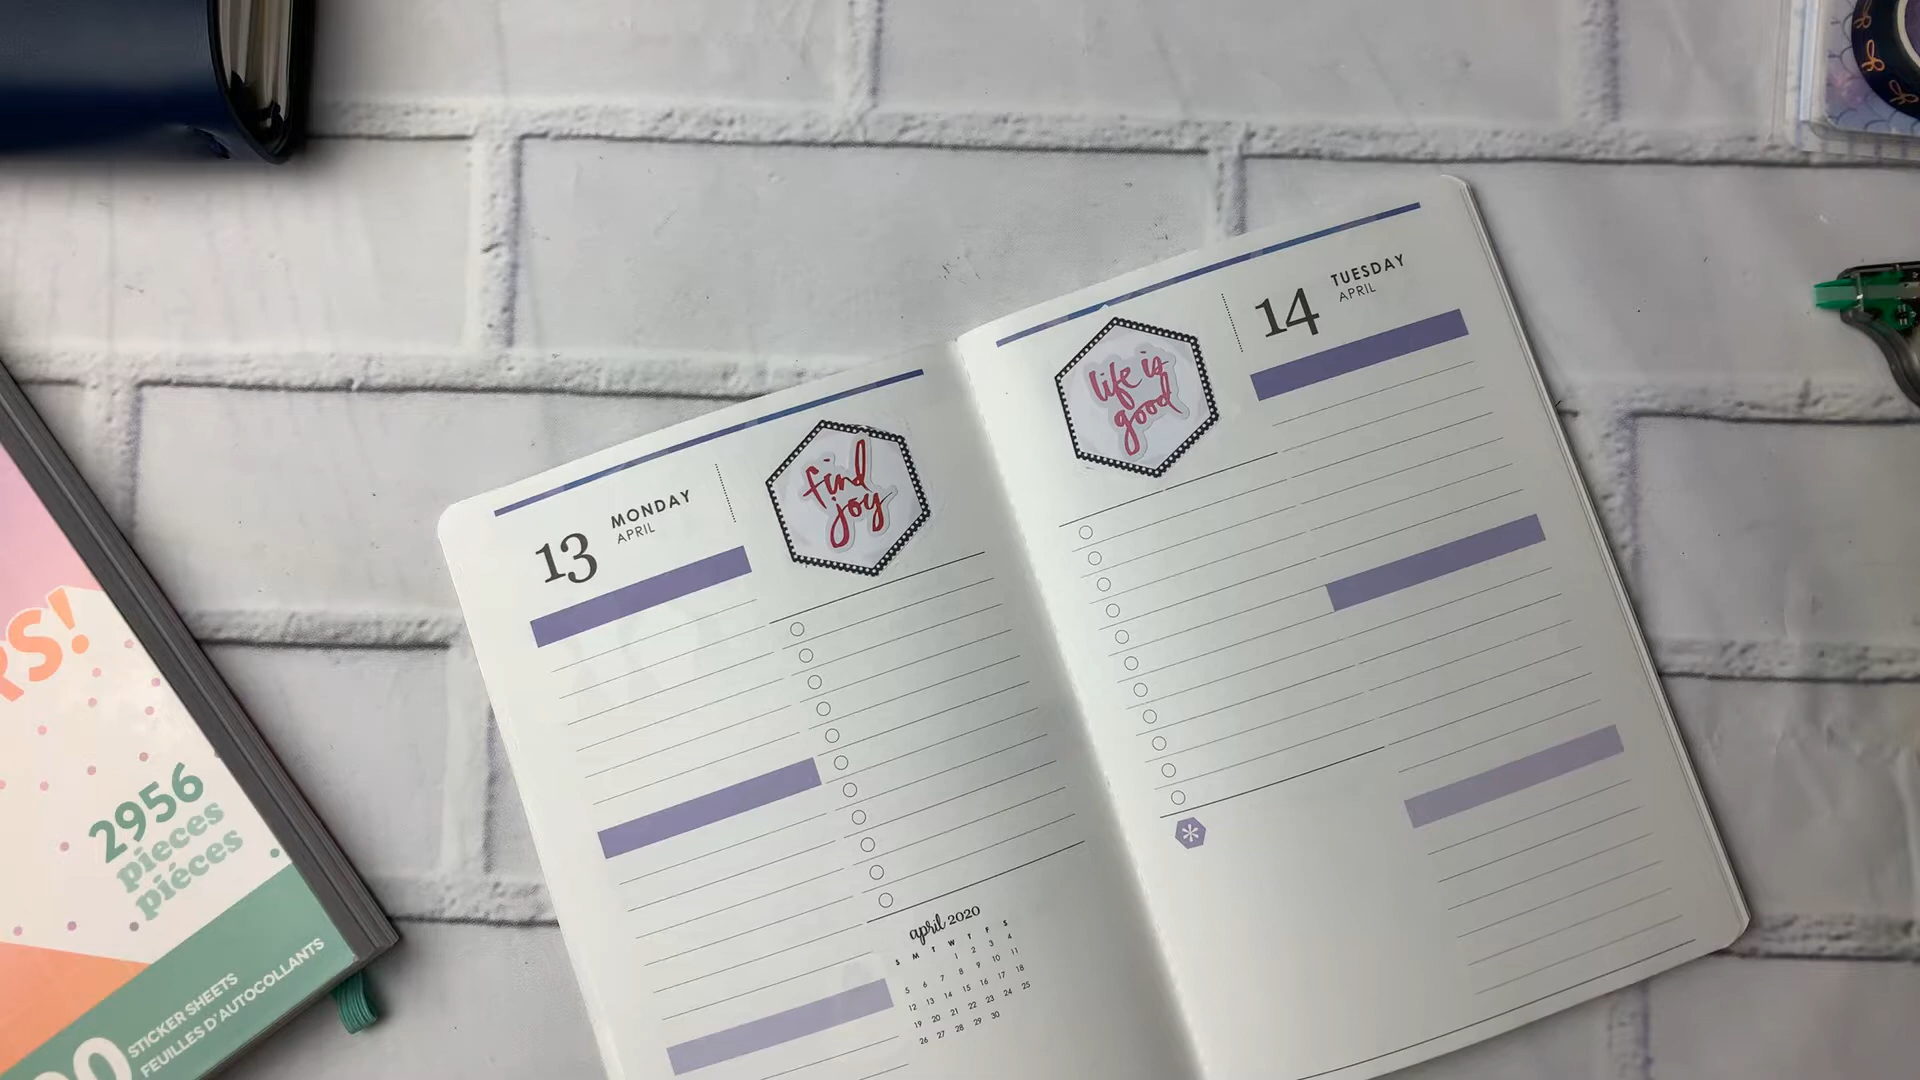 13
MONDAY
APRIL
find
joy
april 2020
S M T W T F S
1 2 3 4
5 6 7 8 9 10 11
12 13 14 15 16 17 18
19 20 21 22 23 24 25
26 27 28 29 30
life is
good
14
TUESDAY
APRIL
*
RS!
2956
pieces
pièces
STICKER SHEETS
FEUILLES D'AUTOCOLLANTS